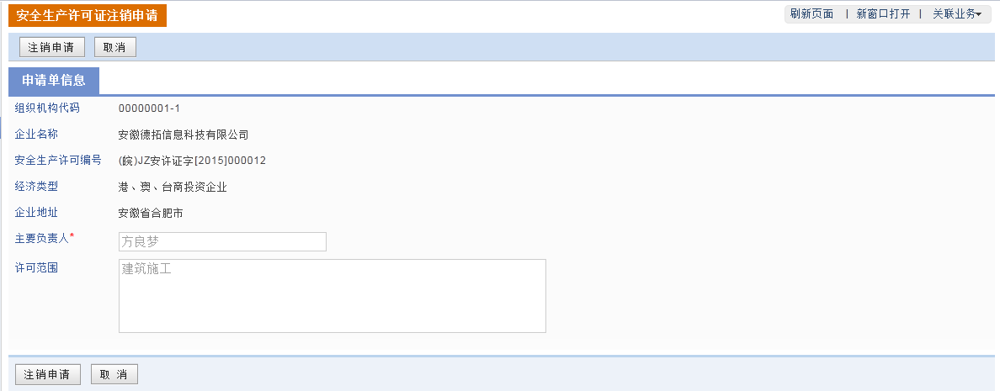 安全生产许可证注销申请 刷新页面 | 新窗口打开 | 关联业务
注销申请 取消
申请单信息
组织机构代码 00000001-1
企业名称 安徽德拓信息科技有限公司
安全生产许可编号 (皖)JZ安许证字[2015]000012
经济类型 港、澳、台商投资企业
企业地址 安徽省合肥市
主要负责人* 方良梦
许可范围 建筑施工
注销申请 取 消